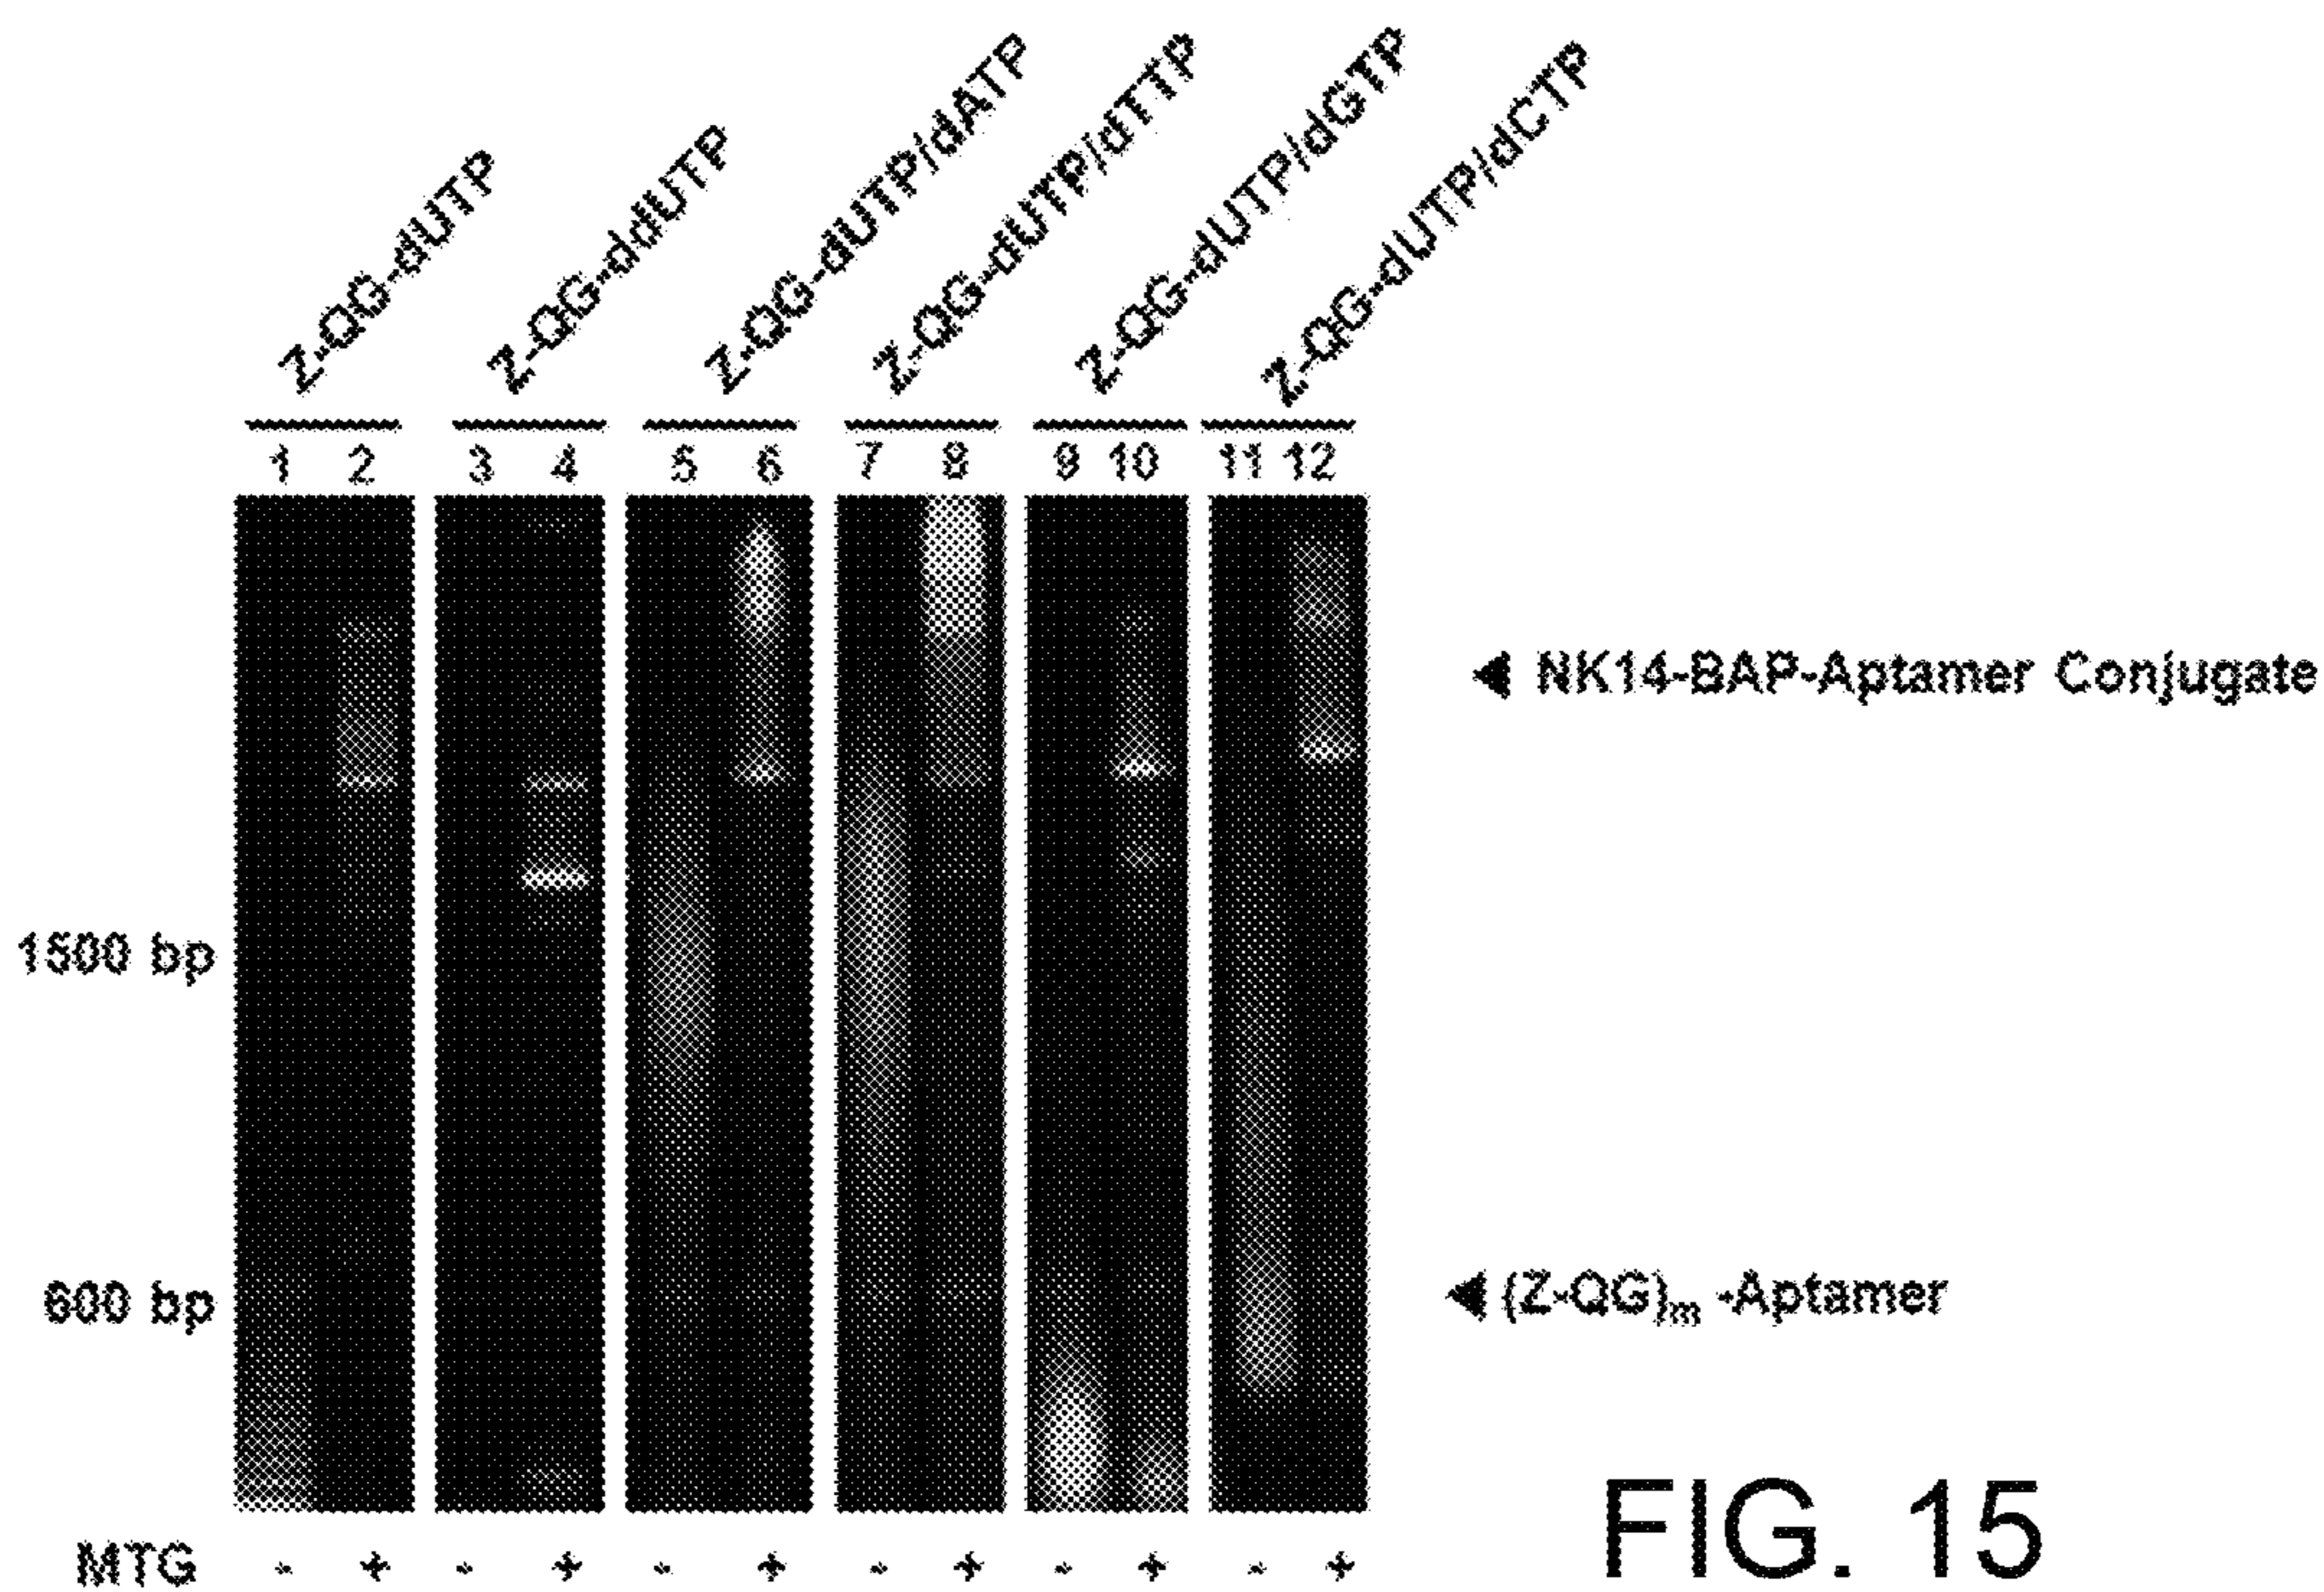 Z-QG-dUTP
Z-QG-ddUTP
Z-QG-dUTP/dATP
Z-QG-dUTP/dTTP
Z-QG-dUTP/dGTP
Z-QG-dUTP/dCTP
1 2 3 4 5 6 7 8 9 10 11 12
NK14-BAP-Aptamer Conjugate
1500 bp
600 bp
(Z-QG)m -Aptamer
MTG - + - + - + - + - + - +
FIG. 15